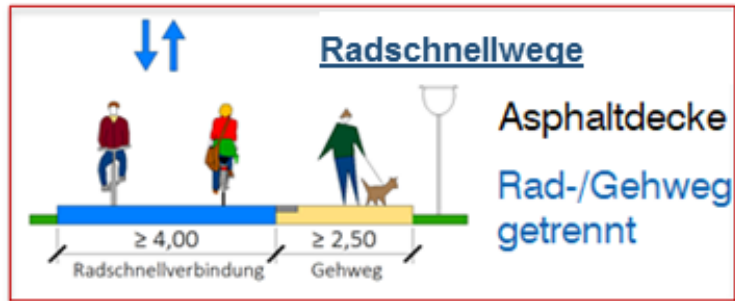 Radschnellwege
Asphaltdecke
Rad-/Gehweg
getrennt
≥ 4,00
≥ 2,50
Radschnellverbindung
Gehweg